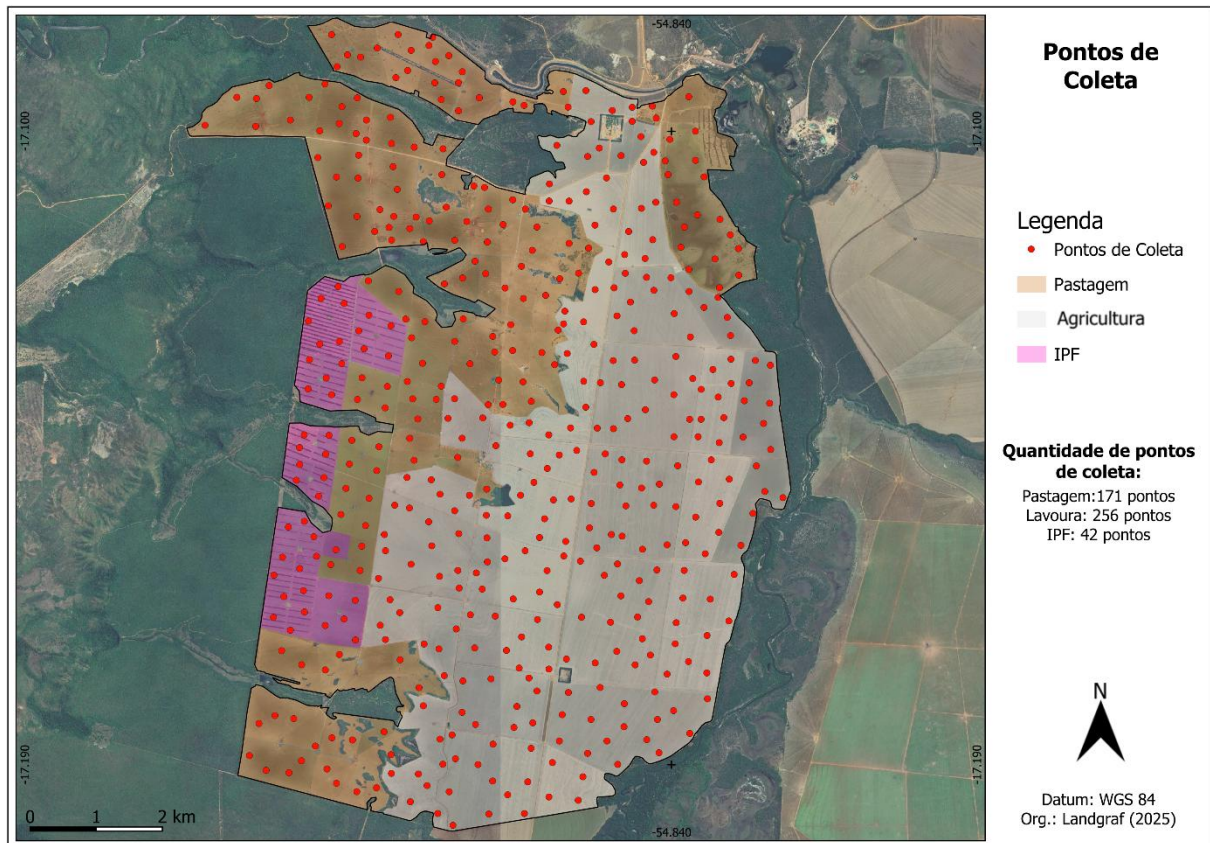 -54.840
-17.100
-17.100
-17.190
-17.190
0 1 2 km
-54.840
Pontos de
Coleta
Legenda
Pontos de Coleta
Pastagem
Agricultura
IPF
Quantidade de pontos
de coleta:
Pastagem:171 pontos
Lavoura: 256 pontos
IPF: 42 pontos
N
Datum: WGS 84
Org.: Landgraf (2025)